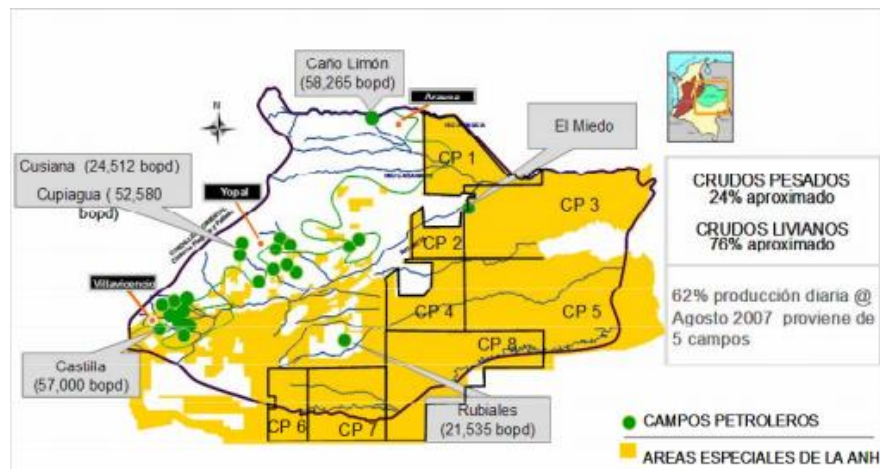 Caño Limón
(58,265 bopd)
Arauca
N
El Miedo
Cusiana (24,512 bopd)
Cupiagua ( 52,580
bopd)
Yopal
CP 1
CP 3
CP 2
CRUDOS PESADOS
24% aproximado
CRUDOS LIVIANOS
76% aproximado
Villavicencio
CP 4
CP 5
62% producción diaria @
Agosto 2007 proviene de
5 campos
CP 8
Castilla
(57,000 bopd)
Rubiales
(21,535 bopd)
CP 6
CP 7
CAMPOS PETROLEROS
AREAS ESPECIALES DE LA ANH